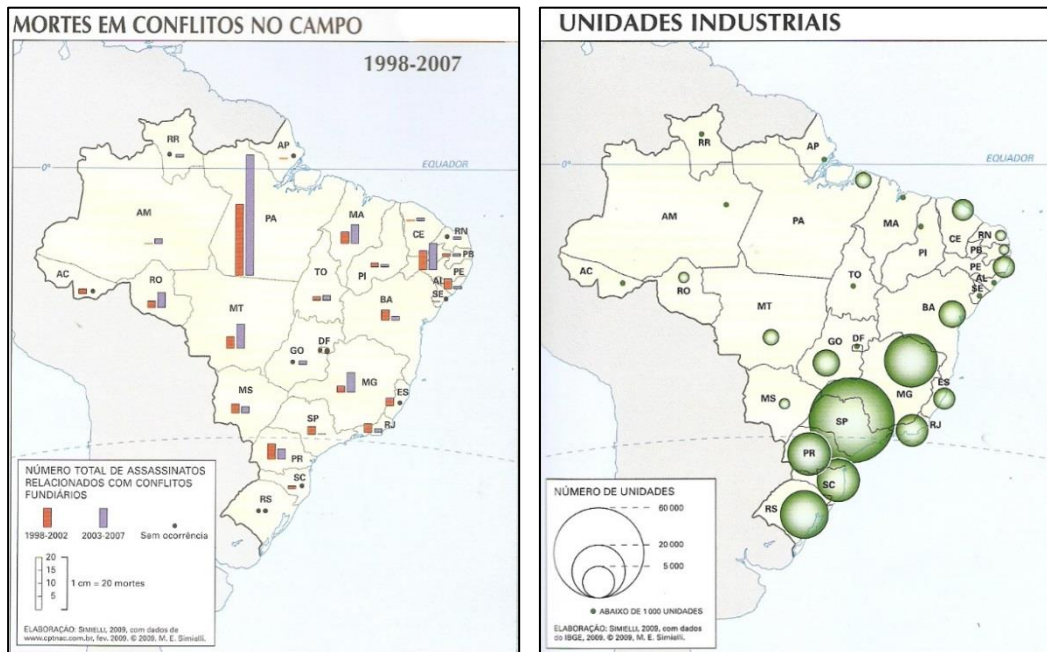 MORTES EM CONFLITOS NO CAMPO
1998-2007
RR
AP
0°
EQUADOR
AM
PA
MA
CE
RN
PB
PE
AL
SE
PI
AC
RO
TO
BA
MT
GO
DF
MG
ES
MS
SP
RJ
PR
SC
RS
NÚMERO TOTAL DE ASSASSINATOS
RELACIONADOS COM CONFLITOS
FUNDIÁRIOS
1998-2002
2003-2007
Sem ocorrência
20
15
10
5
1 cm = 20 mortes
ELABORAÇÃO: SIMIELLI, 2009, com dados de
www.cptnac.com.br, fev. 2009. © 2009, M. E. Simielli.
UNIDADES INDUSTRIAIS
RR
AP
0°
EQUADOR
AM
PA
MA
CE
RN
PB
PE
AL
SE
PI
AC
RO
TO
BA
MT
GO
DF
MG
ES
MS
SP
RJ
PR
SC
RS
NÚMERO DE UNIDADES
60 000
20 000
5 000
ABAIXO DE 1 000 UNIDADES
ELABORAÇÃO: SIMIELLI, 2009, com dados
do IBGE, 2009. © 2009, M. E. Simielli.